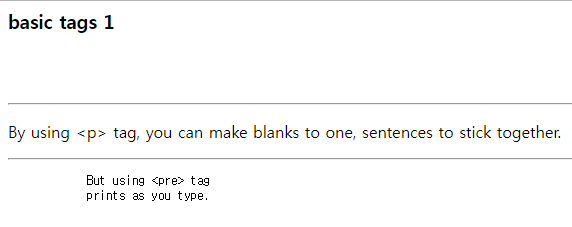 basic tags 1
By using <p> tag, you can make blanks to one, sentences to stick together.
But using <pre> tag
prints as you type.